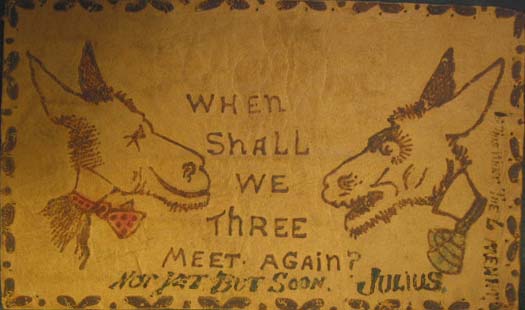 WHEN
SHALL
WE
THREE
MEET AGAIN?
NOT YET BUT SOON. JULIUS.